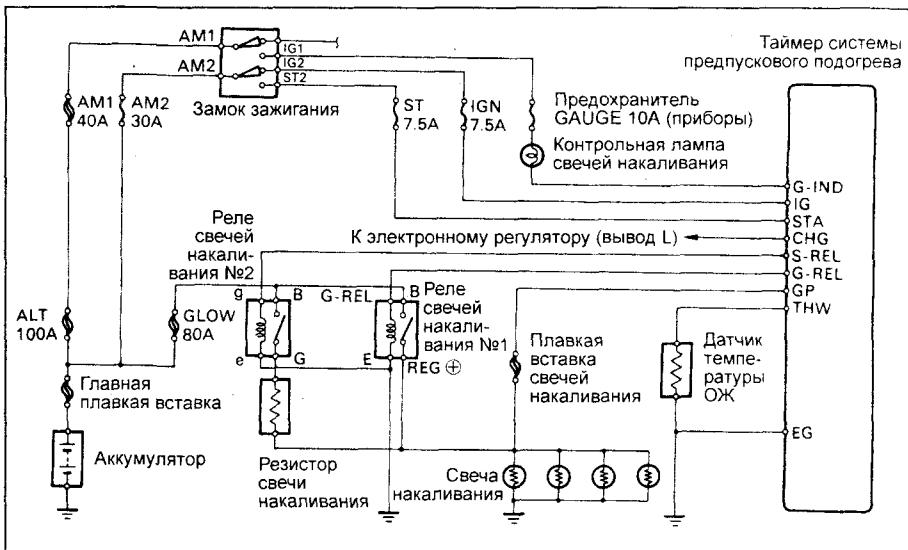 AM1
AM2
IG1
IG2
ST2
Замок зажигания
AM1
40A
AM2
30A
ST
7.5A
IGN
7.5A
Таймер системы
предпускового подогрева
Предохранитель
GAUGE 10A (приборы)
Контрольная лампа
свечей накаливания
G-IND
IG
STA
CHG
S-REL
G-REL
GP
THW
EG
К электронному регулятору (вывод L)
Реле
свечей
накали-
вания №2
g
B
e
G
G-REL
B
E
REG ⊕
Реле
свечей
накали-
вания №1
ALT
100A
GLOW
80A
Главная
плавкая вставка
Аккумулятор
Резистор
свечи
накаливания
Плавкая
вставка
свечей
накаливания
Свеча
накаливания
Датчик
темпе-
ратуры
ОЖ